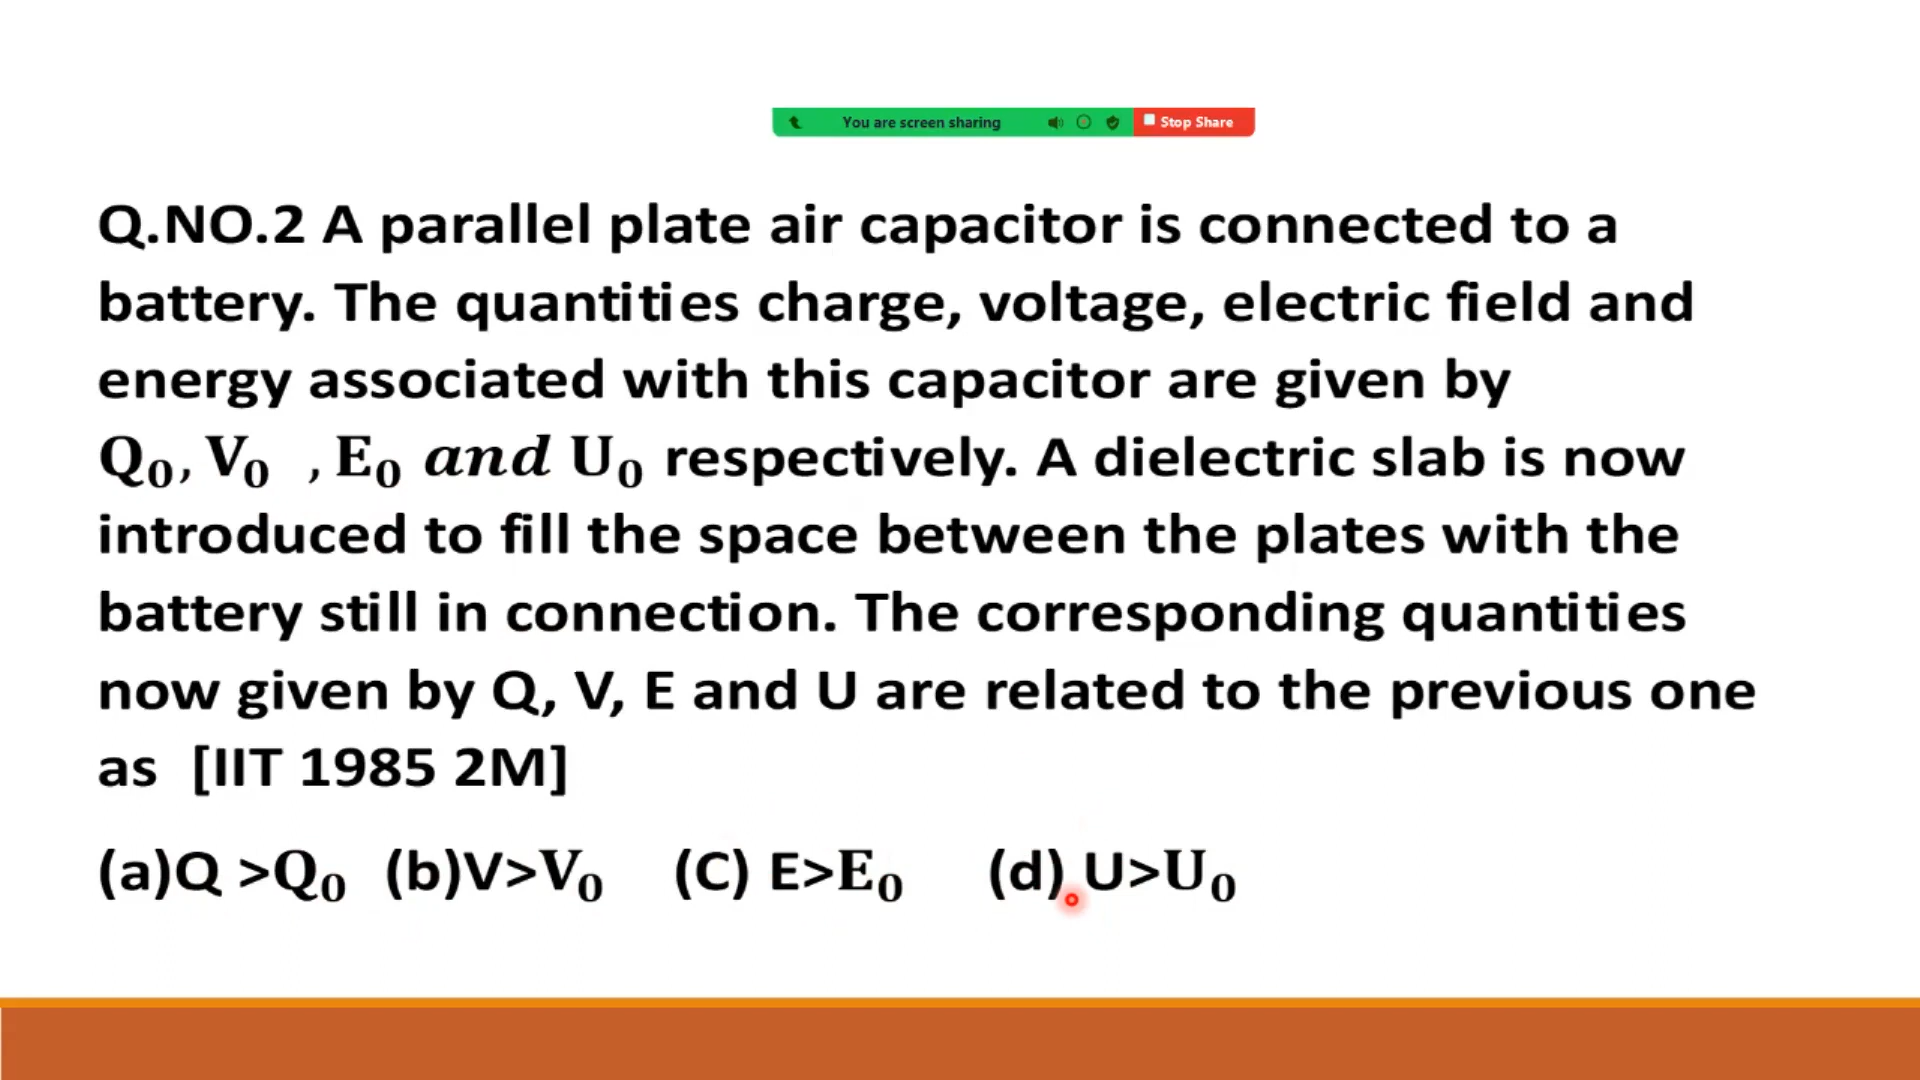 You are screen sharing Stop Share
Q.NO.2 A parallel plate air capacitor is connected to a
battery. The quantities charge, voltage, electric field and
energy associated with this capacitor are given by
Q₀, V₀ , E₀ and U₀ respectively. A dielectric slab is now
introduced to fill the space between the plates with the
battery still in connection. The corresponding quantities
now given by Q, V, E and U are related to the previous one
as [IIT 1985 2M]
(a)Q >Q₀ (b)V>V₀ (C) E>E₀ (d) U>U₀